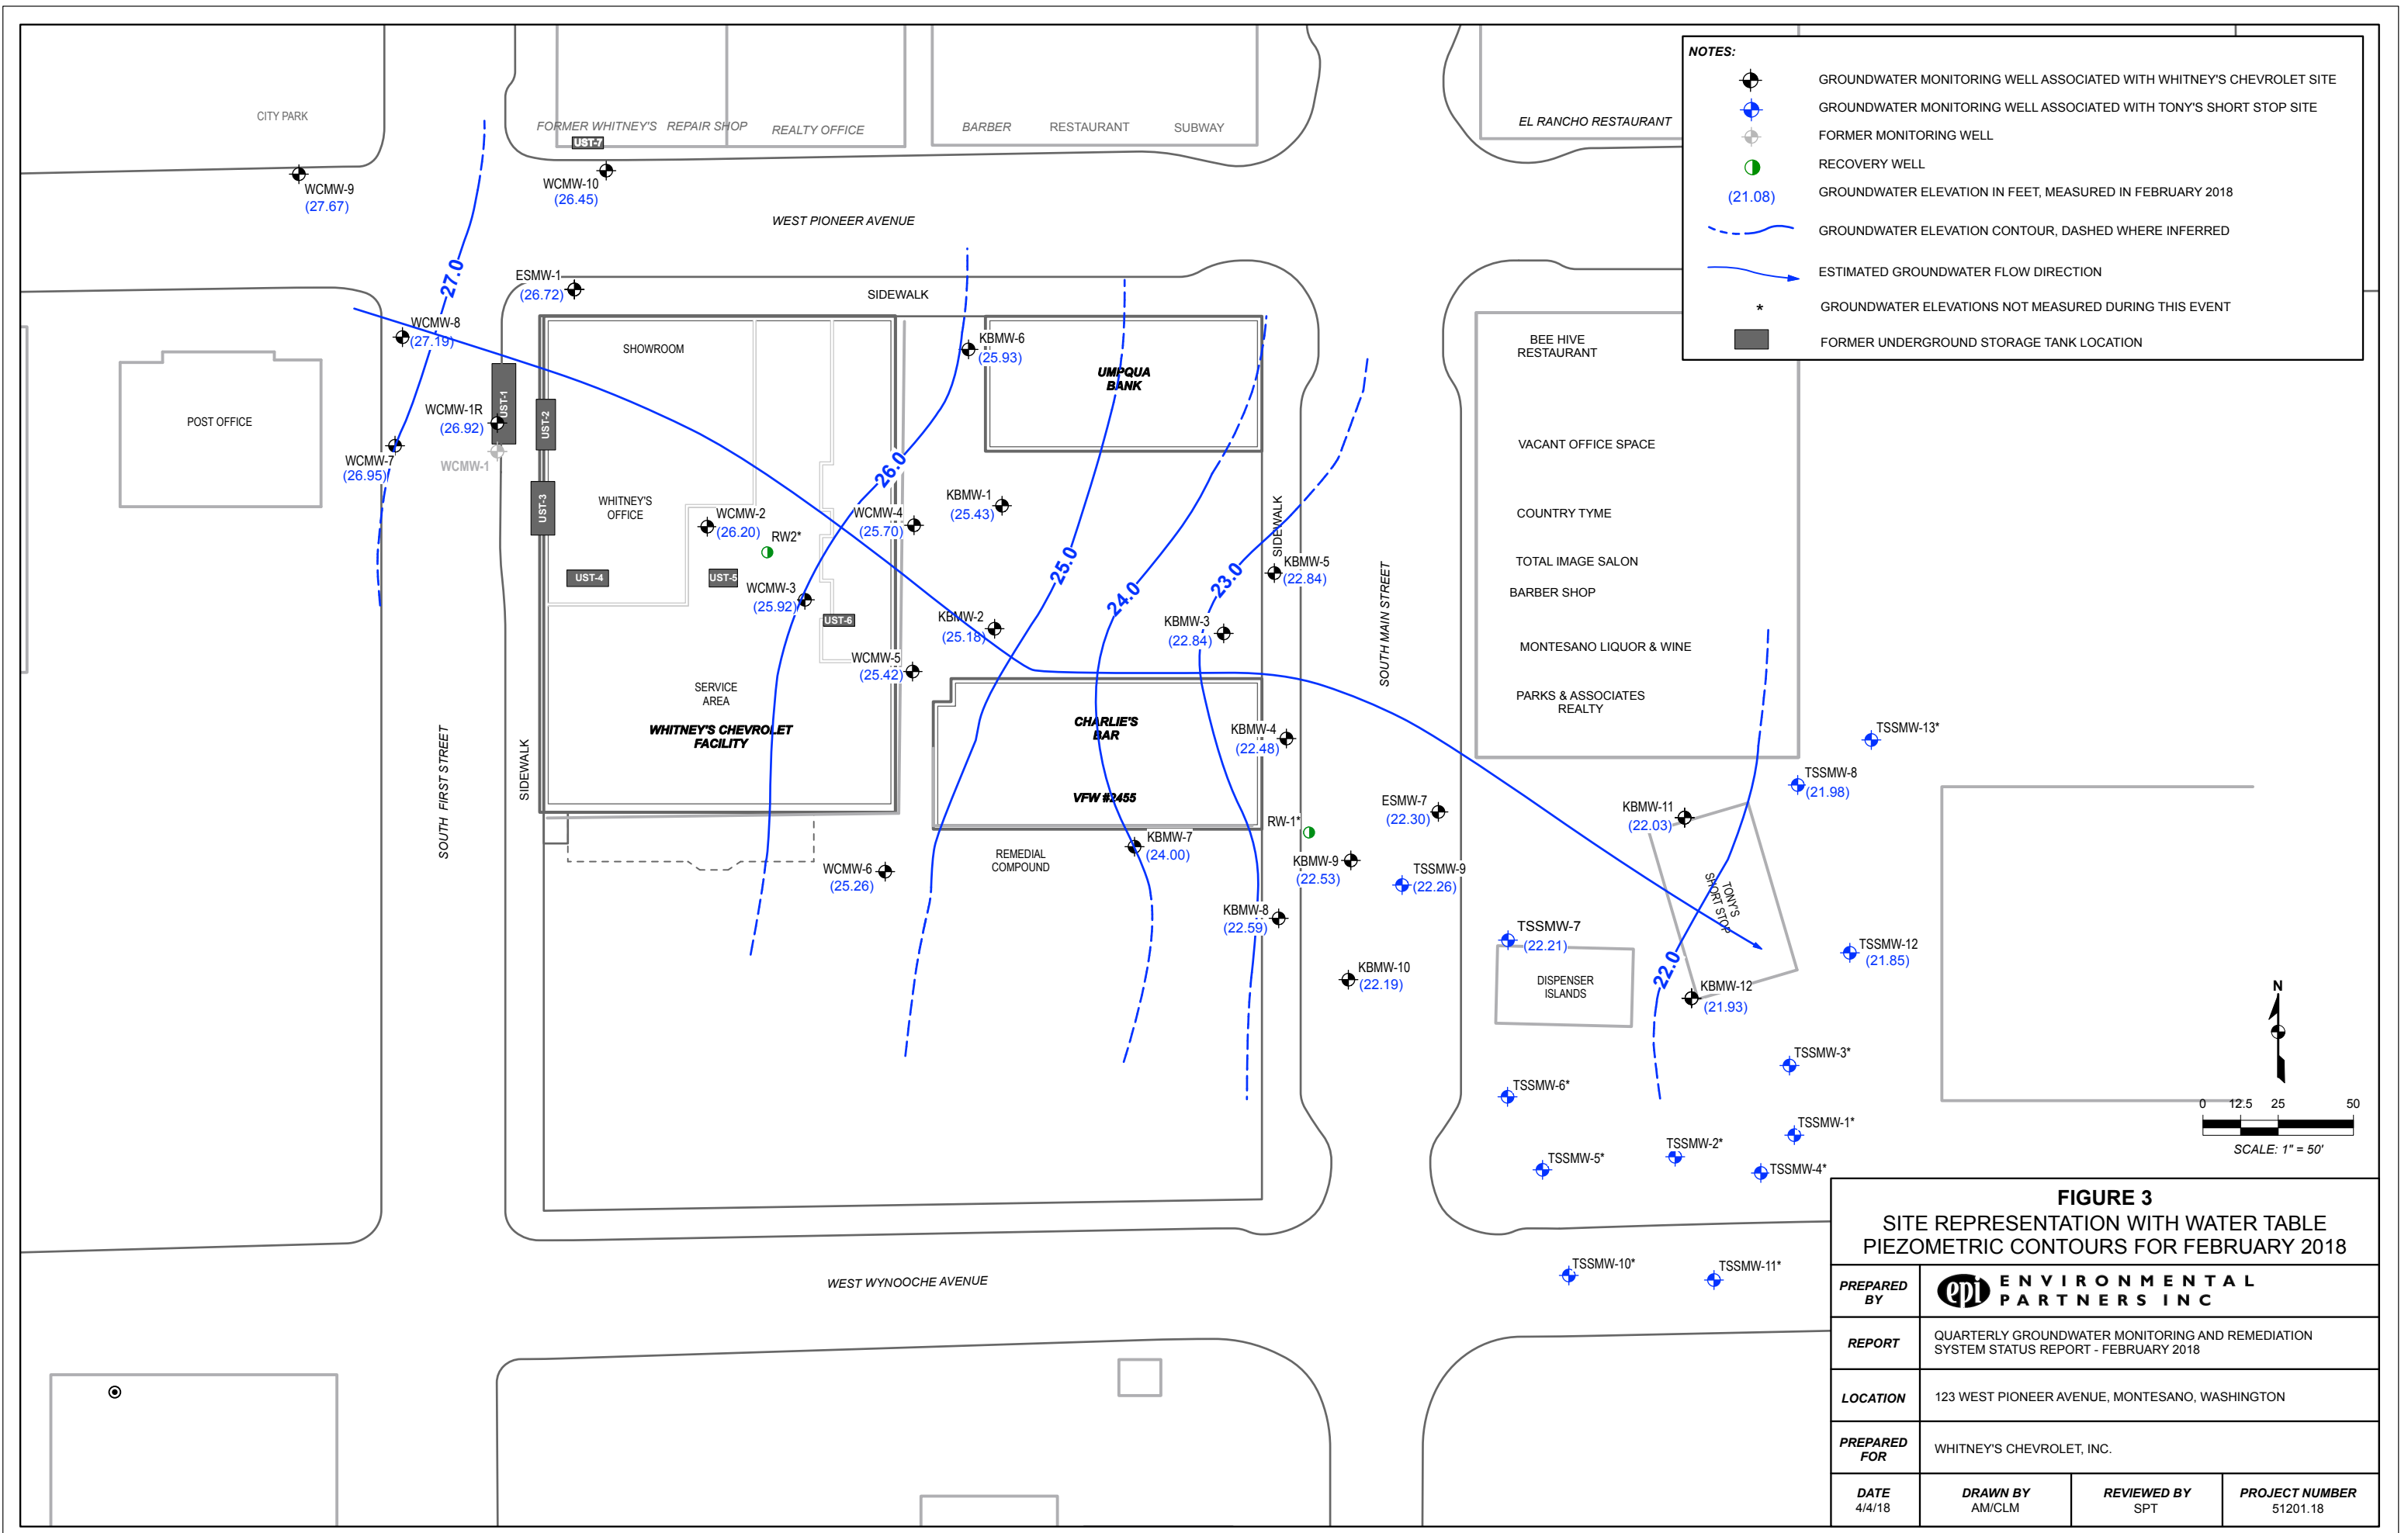 NOTES:
GROUNDWATER MONITORING WELL ASSOCIATED WITH WHITNEY'S CHEVROLET SITE
GROUNDWATER MONITORING WELL ASSOCIATED WITH TONY'S SHORT STOP SITE
FORMER MONITORING WELL
RECOVERY WELL
(21.08) GROUNDWATER ELEVATION IN FEET, MEASURED IN FEBRUARY 2018
GROUNDWATER ELEVATION CONTOUR, DASHED WHERE INFERRED
ESTIMATED GROUNDWATER FLOW DIRECTION
* GROUNDWATER ELEVATIONS NOT MEASURED DURING THIS EVENT
FORMER UNDERGROUND STORAGE TANK LOCATION
CITY PARK
FORMER WHITNEY'S REPAIR SHOP
REALTY OFFICE
BARBER
RESTAURANT
SUBWAY
EL RANCHO RESTAURANT
UST-7
WCMW-9
(27.67)
WCMW-10
(26.45)
WEST PIONEER AVENUE
27.0
ESMW-1
(26.72)
SIDEWALK
WCMW-8
(27.19)
SHOWROOM
KBMW-6
(25.93)
UMPQUA
BANK
BEE HIVE
RESTAURANT
POST OFFICE
WCMW-1R
(26.92)
UST-1
UST-2
WCMW-1
WCMW-7
(26.95)
26.0
VACANT OFFICE SPACE
UST-3
WHITNEY'S
OFFICE
WCMW-2
(26.20)
RW2*
WCMW-4
(25.70)
KBMW-1
(25.43)
SIDEWALK
COUNTRY TYME
UST-4
UST-5
WCMW-3
(25.92)
UST-6
25.0
24.0
23.0
KBMW-5
(22.84)
TOTAL IMAGE SALON
BARBER SHOP
KBMW-2
(25.18)
KBMW-3
(22.84)
SOUTH MAIN STREET
MONTESANO LIQUOR & WINE
WCMW-5
(25.42)
SERVICE
AREA
PARKS & ASSOCIATES
REALTY
WHITNEY'S CHEVROLET
FACILITY
CHARLIE'S
BAR
KBMW-4
(22.48)
TSSMW-13*
SOUTH FIRST STREET
SIDEWALK
VFW #2455
TSSMW-8
(21.98)
ESMW-7
(22.30)
KBMW-11
(22.03)
RW-1*
KBMW-7
(24.00)
REMEDIAL
COMPOUND
WCMW-6
(25.26)
KBMW-9
(22.53)
TSSMW-9
(22.26)
TONY'S
SHORT STOP
KBMW-8
(22.59)
TSSMW-7
(22.21)
TSSMW-12
(21.85)
KBMW-10
(22.19)
DISPENSER
ISLANDS
22.0
KBMW-12
(21.93)
N
TSSMW-3*
TSSMW-6*
TSSMW-1*
0 12.5 25 50
SCALE: 1" = 50'
TSSMW-2*
TSSMW-5*
TSSMW-4*
TSSMW-10*
TSSMW-11*
WEST WYNOOCHE AVENUE
FIGURE 3
SITE REPRESENTATION WITH WATER TABLE
PIEZOMETRIC CONTOURS FOR FEBRUARY 2018
PREPARED
BY
epi
ENVIRONMENTAL
PARTNERS INC
REPORT
QUARTERLY GROUNDWATER MONITORING AND REMEDIATION
SYSTEM STATUS REPORT - FEBRUARY 2018
LOCATION
123 WEST PIONEER AVENUE, MONTESANO, WASHINGTON
PREPARED
FOR
WHITNEY'S CHEVROLET, INC.
DATE
4/4/18
DRAWN BY
AM/CLM
REVIEWED BY
SPT
PROJECT NUMBER
51201.18